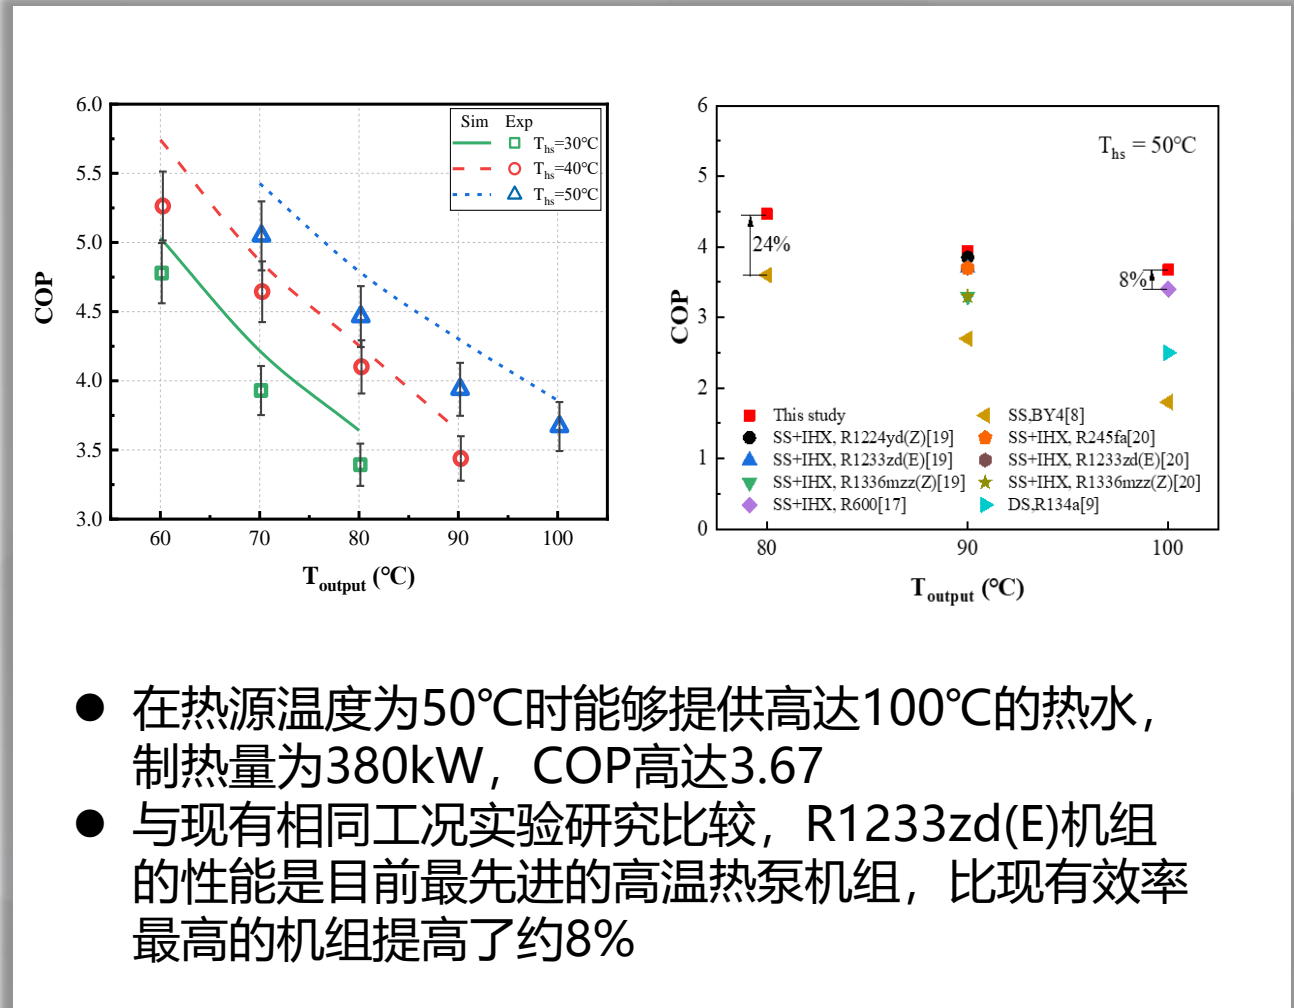 6.0
5.5
5.0
4.5
4.0
3.5
3.0
COP
60 70 80 90 100
Toutput (℃)
Sim Exp
Ths=30℃
Ths=40℃
Ths=50℃
6
5
4
3
2
1
0
COP
80 90 100
Toutput (℃)
Ths = 50℃
24%
8%
This study
SS+IHX, R1224yd(Z)[19]
SS+IHX, R1233zd(E)[19]
SS+IHX, R1336mzz(Z)[19]
SS+IHX, R600[17]
SS,BY4[8]
SS+IHX, R245fa[20]
SS+IHX, R1233zd(E)[20]
SS+IHX, R1336mzz(Z)[20]
DS,R134a[9]
● 在热源温度为50℃时能够提供高达100℃的热水，
制热量为380kW，COP高达3.67
● 与现有相同工况实验研究比较，R1233zd(E)机组
的性能是目前最先进的高温热泵机组，比现有效率
最高的机组提高了约8%